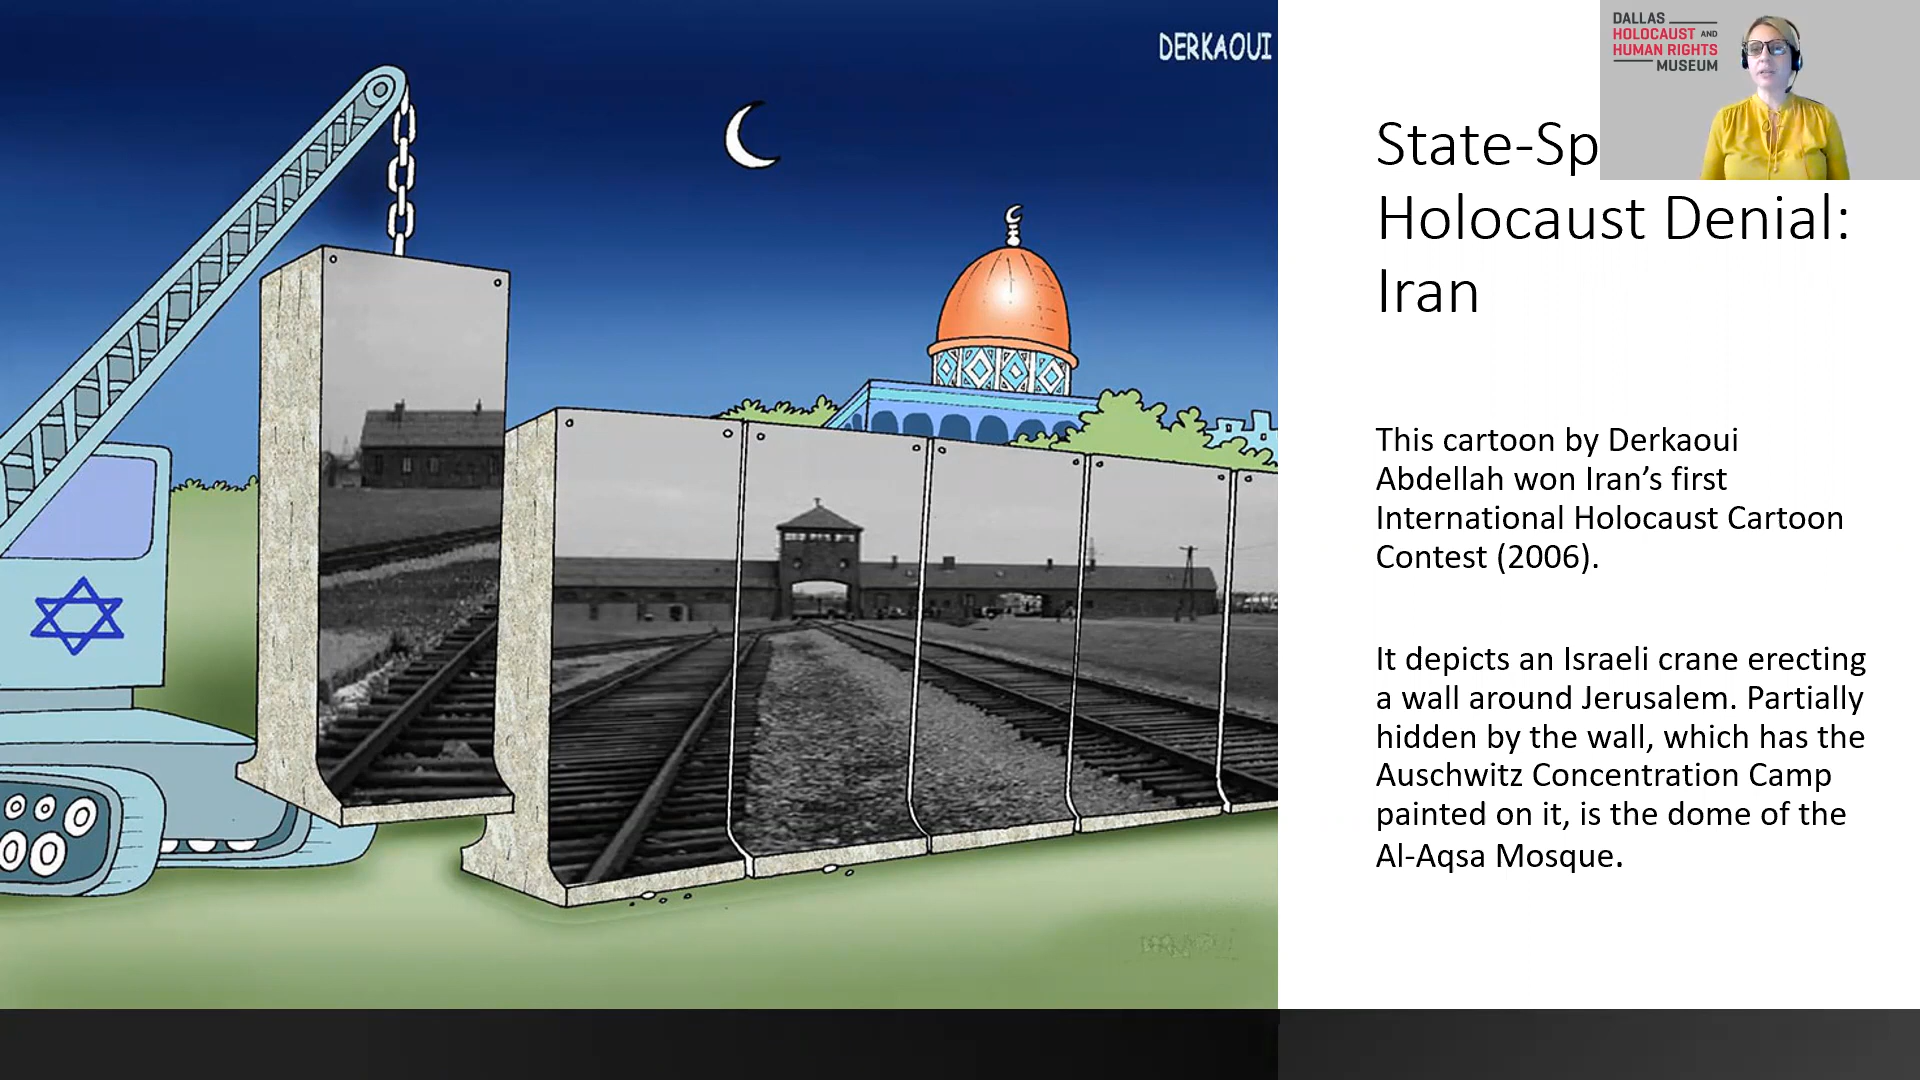 DERKAOUI
DALLAS
HOLOCAUST AND
HUMAN RIGHTS
MUSEUM
State-Sp
Holocaust Denial:
Iran
This cartoon by Derkaoui
Abdellah won Iran’s first
International Holocaust Cartoon
Contest (2006).
It depicts an Israeli crane erecting
a wall around Jerusalem. Partially
hidden by the wall, which has the
Auschwitz Concentration Camp
painted on it, is the dome of the
Al-Aqsa Mosque.